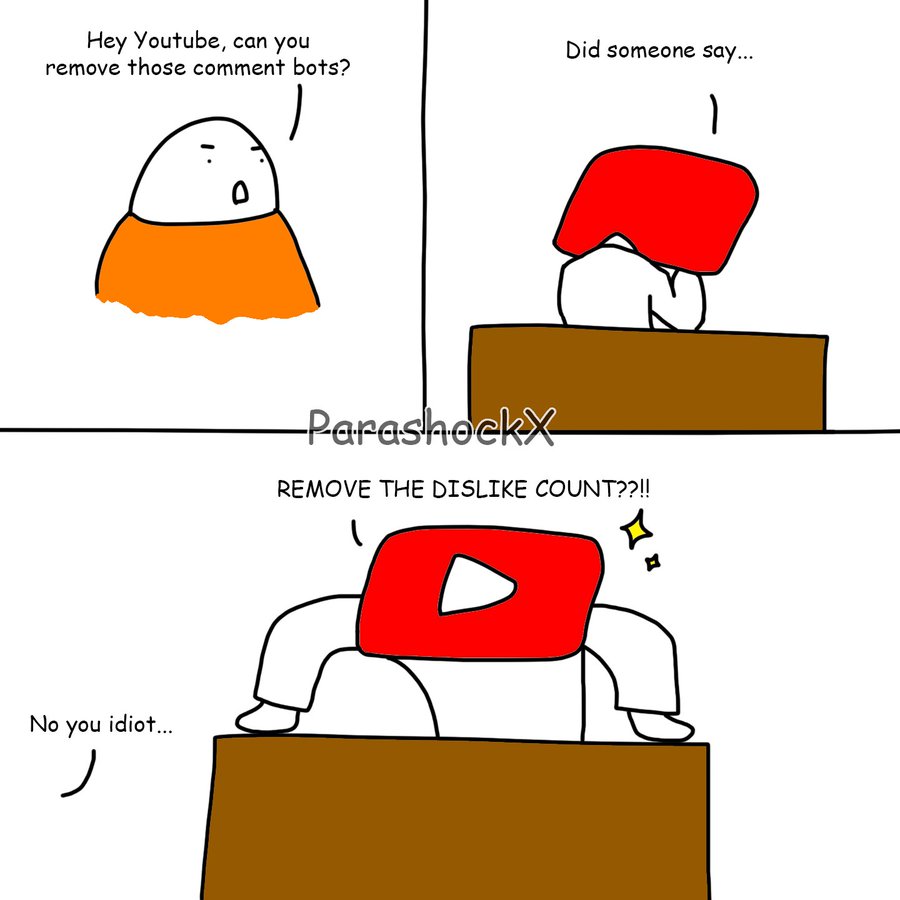 Hey Youtube, can you
remove those comment bots?
Did someone say...
ParashockX
REMOVE THE DISLIKE COUNT??!!
No you idiot...